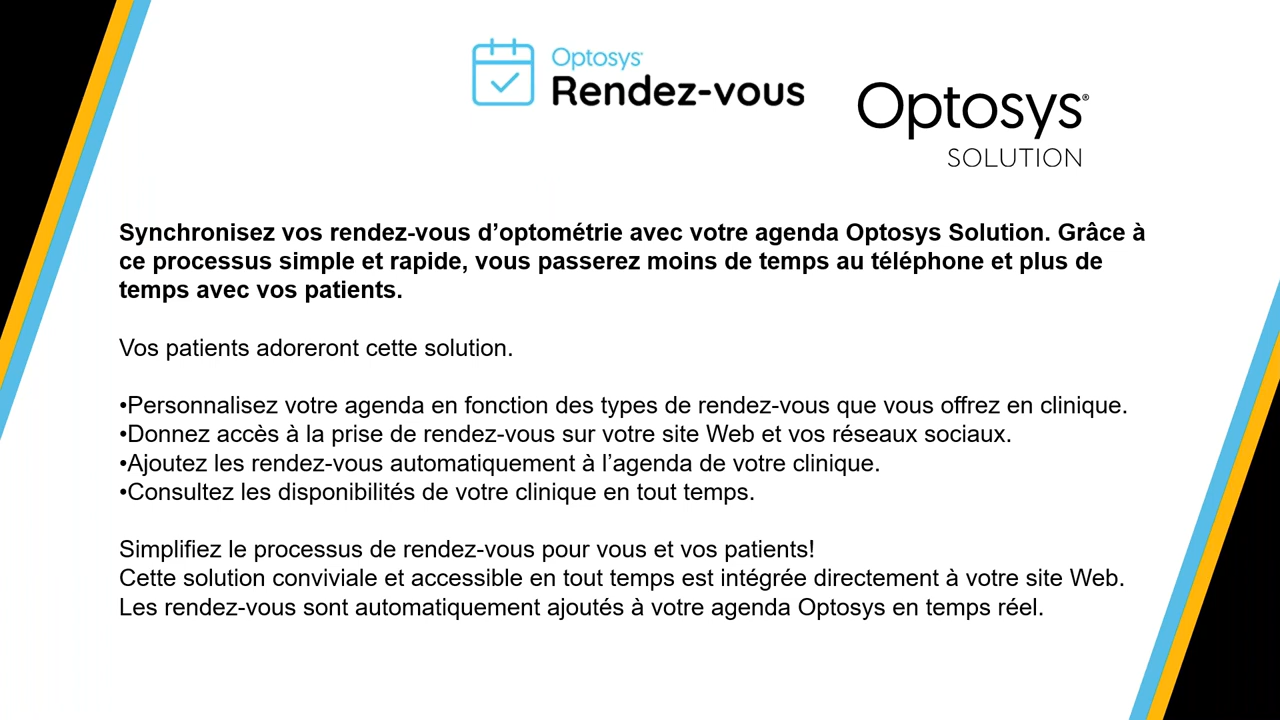 Optosys®
Rendez-vous
Optosys®
SOLUTION
Synchronisez vos rendez-vous d’optométrie avec votre agenda Optosys Solution. Grâce à
ce processus simple et rapide, vous passerez moins de temps au téléphone et plus de
temps avec vos patients.
Vos patients adoreront cette solution.
•Personnalisez votre agenda en fonction des types de rendez-vous que vous offrez en clinique.
•Donnez accès à la prise de rendez-vous sur votre site Web et vos réseaux sociaux.
•Ajoutez les rendez-vous automatiquement à l’agenda de votre clinique.
•Consultez les disponibilités de votre clinique en tout temps.
Simplifiez le processus de rendez-vous pour vous et vos patients!
Cette solution conviviale et accessible en tout temps est intégrée directement à votre site Web.
Les rendez-vous sont automatiquement ajoutés à votre agenda Optosys en temps réel.